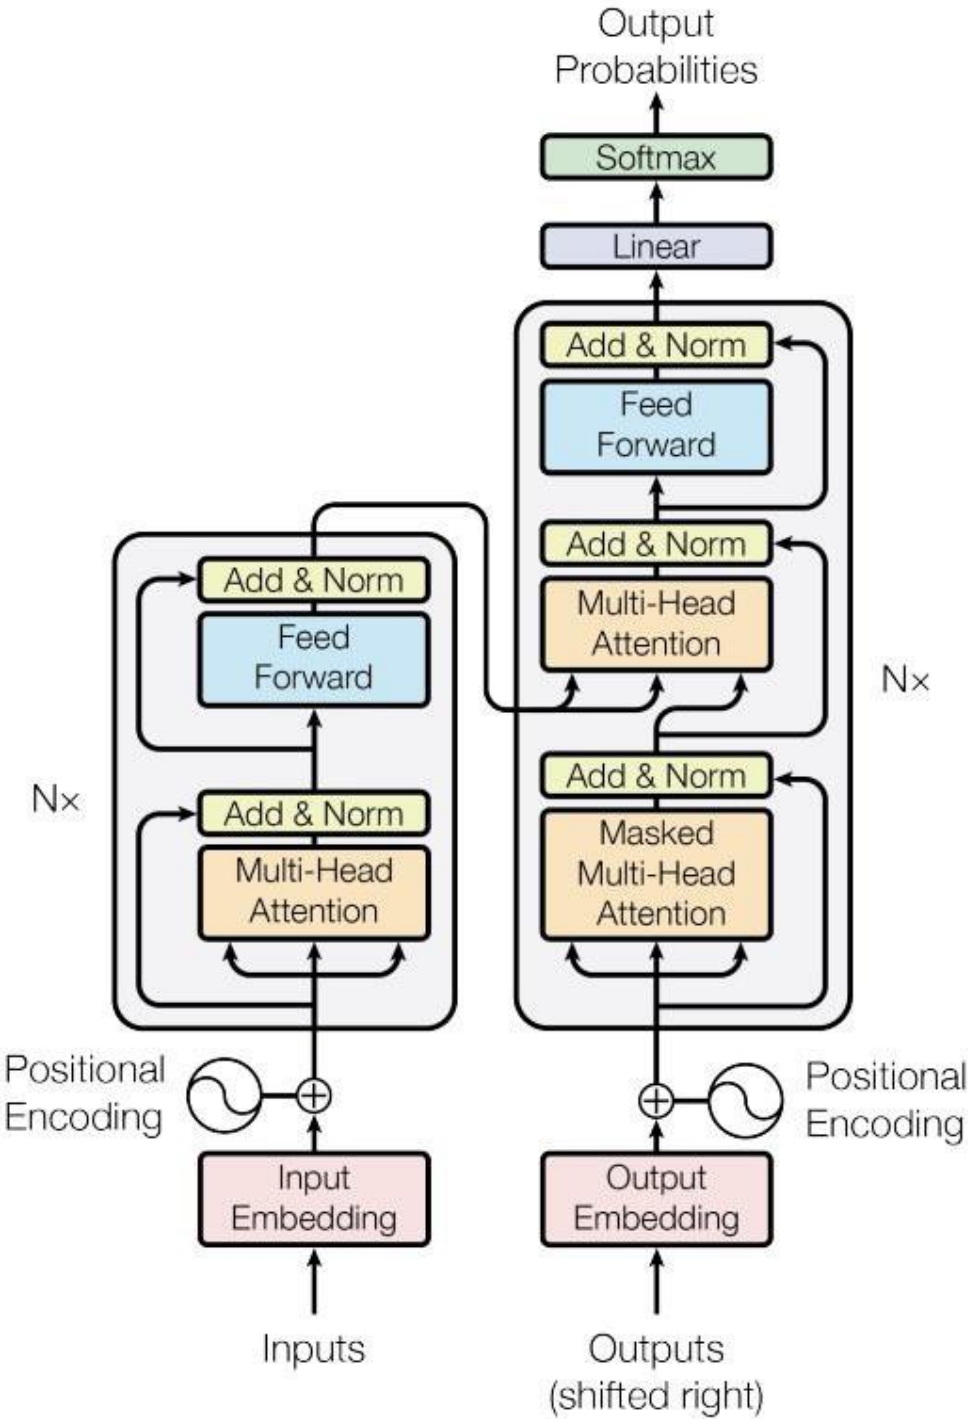 Output
Probabilities
Softmax
Linear
Add & Norm
Feed
Forward
Add & Norm
Multi-Head
Attention
Nx
Add & Norm
Masked
Multi-Head
Attention
Add & Norm
Feed
Forward
Nx
Add & Norm
Multi-Head
Attention
Positional
Encoding
Positional
Encoding
Input
Embedding
Output
Embedding
Inputs
Outputs
(shifted right)